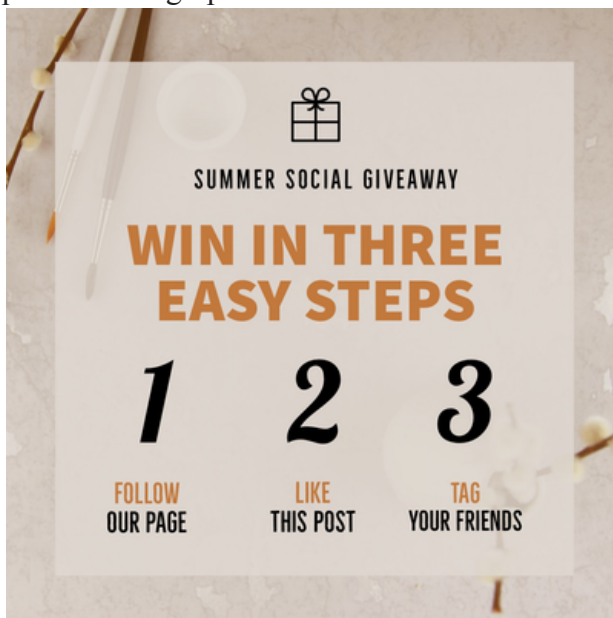 SUMMER SOCIAL GIVEAWAY
WIN IN THREE
EASY STEPS
1 2 3
FOLLOW LIKE TAG
OUR PAGE THIS POST YOUR FRIENDS